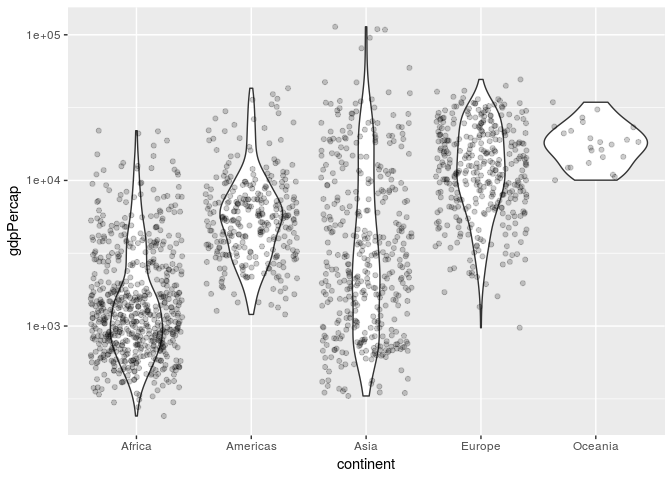 1e+05
1e+04
1e+03
gdpPercap
Africa Americas Asia Europe Oceania
continent